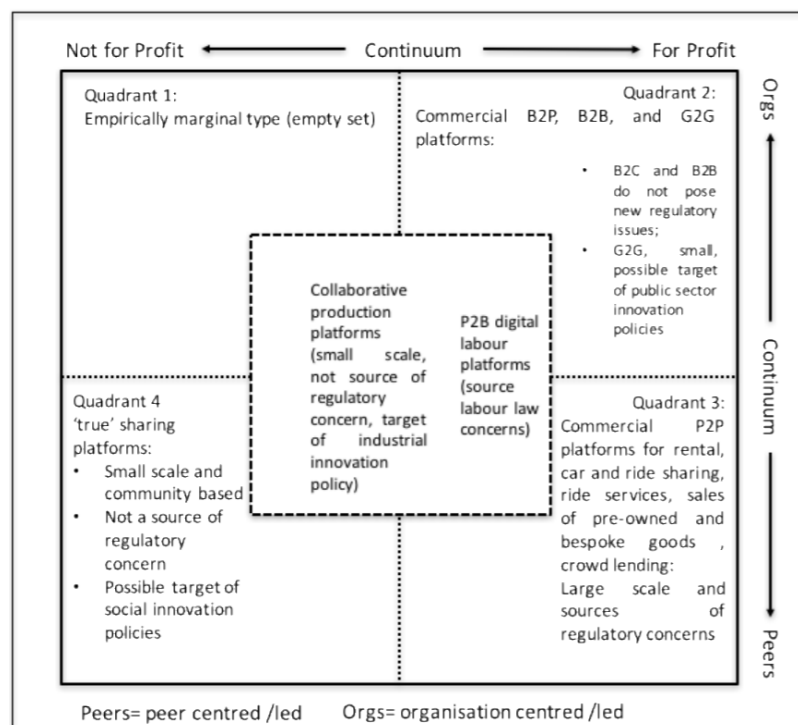 Not for Profit
Continuum
For Profit
Quadrant 1:
Empirically marginal type (empty set)
Quadrant 2:
Commercial B2P, B2B, and G2G
platforms:
• B2C and B2B
do not pose
new regulatory
issues;
• G2G, small,
possible target
of public sector
innovation
policies
Orgs
Continuum
Peers
Collaborative
production
platforms
(small scale,
not source of
regulatory
concern, target
of industrial
innovation
policy)
P2B digital
labour
platforms
(source
labour law
concerns)
Quadrant 4
‘true’ sharing
platforms:
• Small scale and
community based
• Not a source of
regulatory
concern
• Possible target of
social innovation
policies
Quadrant 3:
Commercial P2P
platforms for rental,
car and ride sharing,
ride services, sales
of pre-owned and
bespoke goods ,
crowd lending:
Large scale and
sources of
regulatory concerns
Peers= peer centred /led
Orgs= organisation centred /led